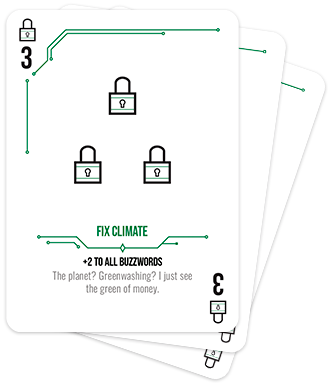 3
FIX CLIMATE
+2 TO ALL BUZZWORDS
The planet? Greenwashing? I just see
the green of money.
3